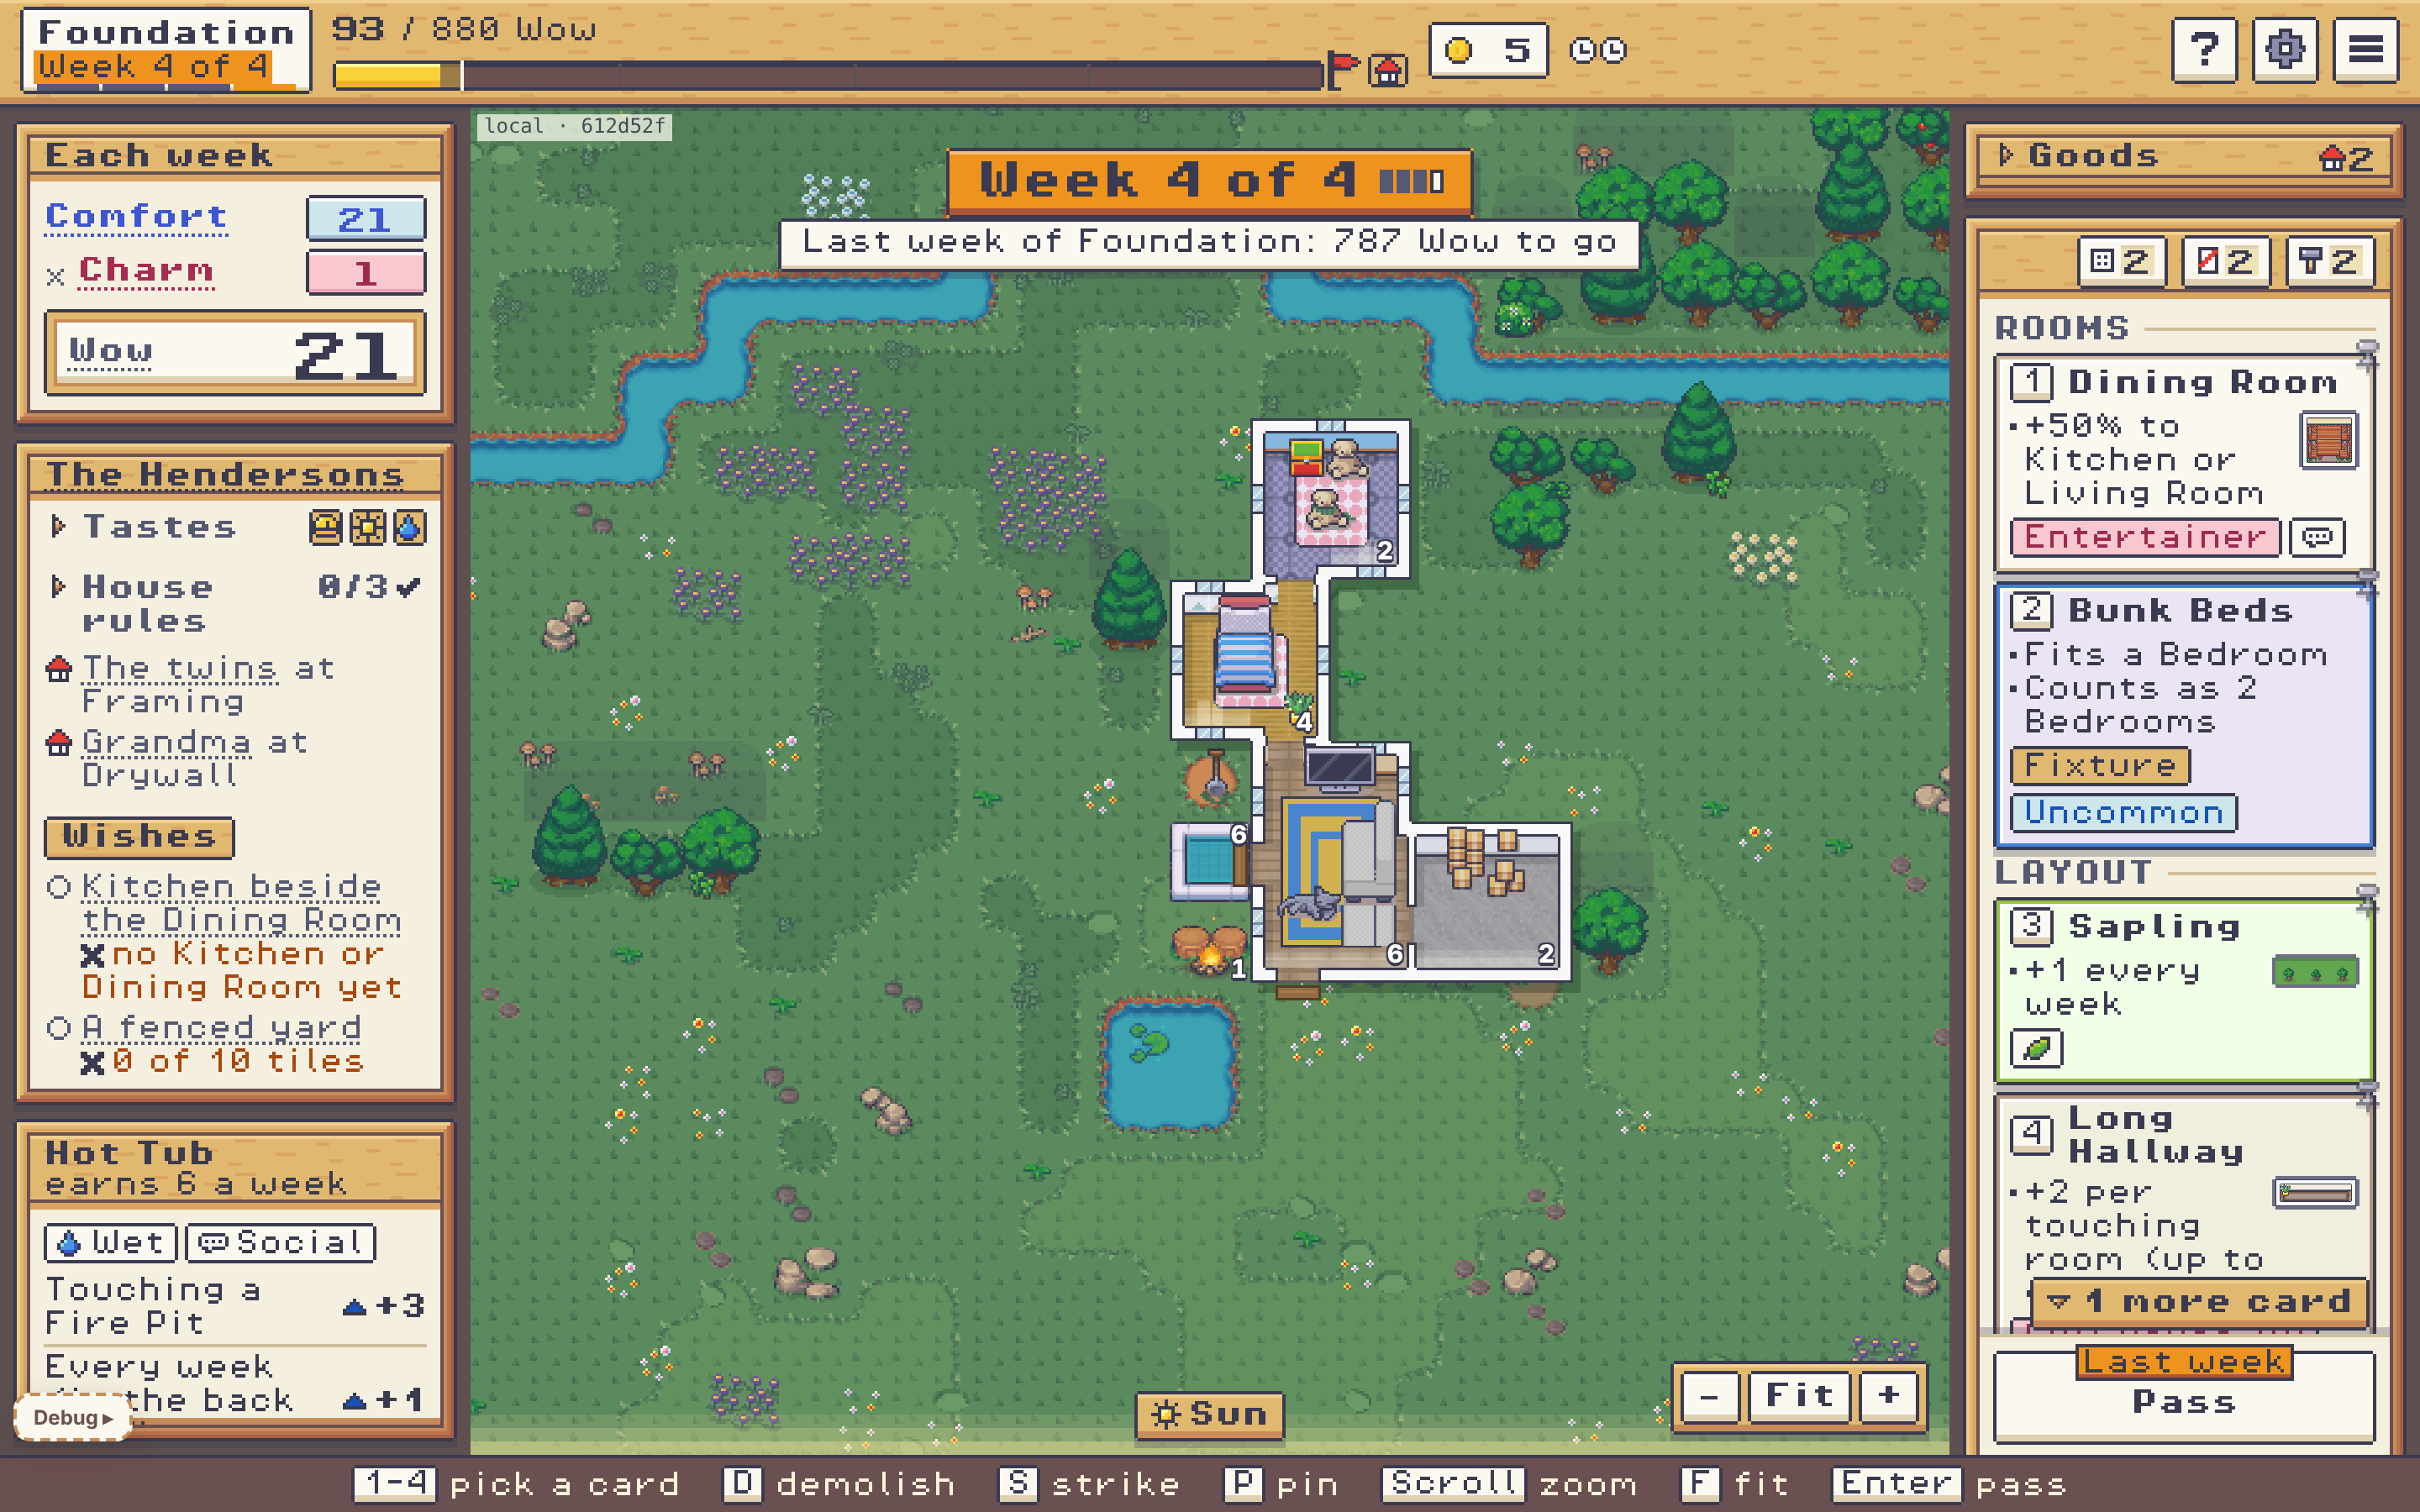 Foundation
Week 4 of 4
93 / 880 Wow
5
?
local · 612d52f
Week 4 of 4
Last week of Foundation: 787 Wow to go
Each week
Comfort 21
x Charm 1
Wow 21
The Hendersons
Tastes
House rules 0/3
The twins at
Framing
Grandma at
Drywall
Wishes
Kitchen beside
the Dining Room
no Kitchen or
Dining Room yet
A fenced yard
0 of 10 tiles
Hot Tub
earns 6 a week
Wet
Social
Touching a
Fire Pit +3
Every week
the back +1
Debug
2
4
6
1
6
2
Sun
- Fit +
Goods 2
2 2 2
ROOMS
1 Dining Room
+50% to
Kitchen or
Living Room
Entertainer
2 Bunk Beds
Fits a Bedroom
Counts as 2
Bedrooms
Fixture
Uncommon
LAYOUT
3 Sapling
+1 every
week
4 Long
Hallway
+2 per
touching
room (up to
1 more card
Last week
Pass
1-4 pick a card D demolish S strike P pin Scroll zoom F fit Enter pass